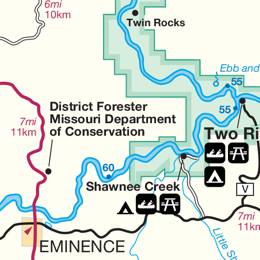 6mi
10km
Twin Rocks
Ebb and
55
55
7mi
11km
District Forester
Missouri Department
of Conservation
Two Ri
60
Shawnee Creek
V
7mi
11km
EMINENCE
Little Sh